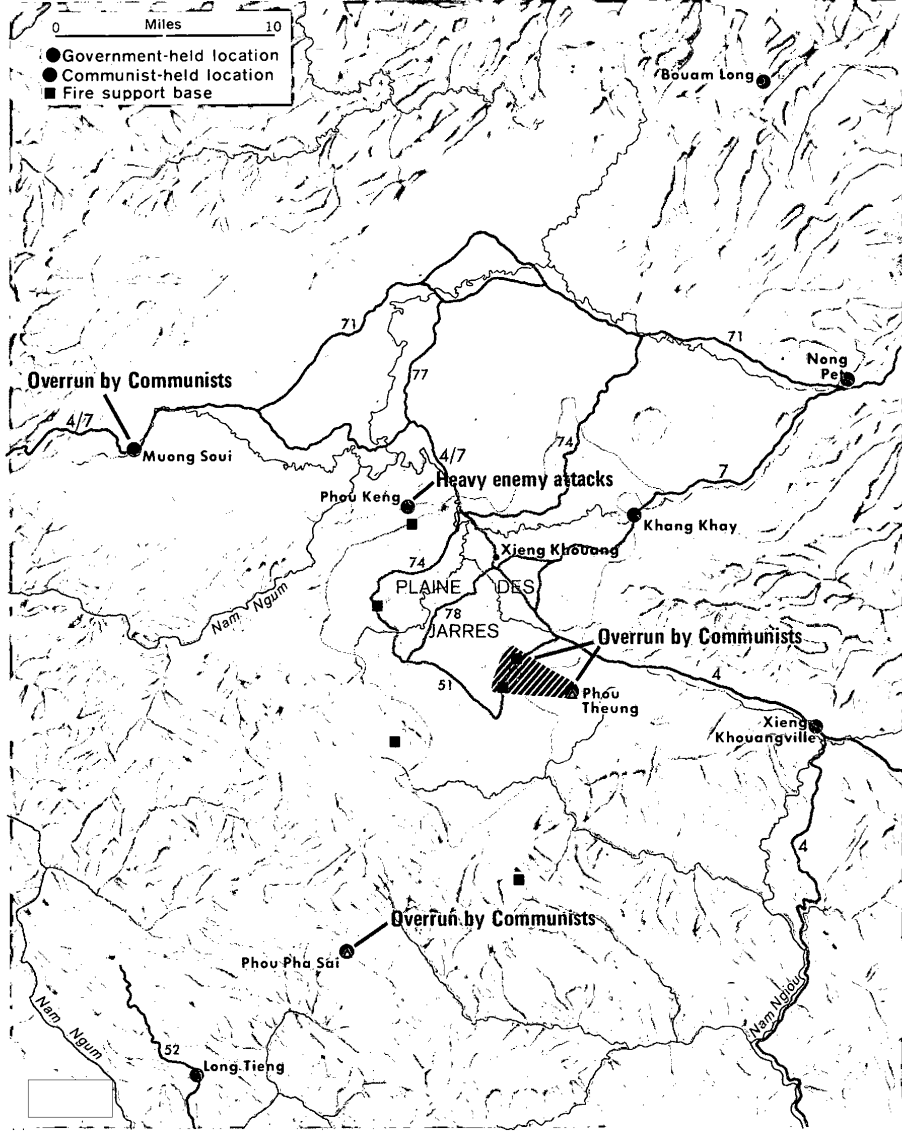 Miles
0 10
Government-held location
Communist-held location
Fire support base
Bouam Long
71
71
Nong
Pet
77
Overrun by Communists
4/7
Muong Soui
74
4/7
7
Heavy enemy attacks
Phou Keng
Khang Khay
Xieng Khouang
74
PLAINE DES
JARRES
78
Nam Ngum
Overrun by Communists
51
Phou
Theung
4
Xieng
Khouangville
4
Overrun by Communists
Phou Pha Sai
Nam Ngum
Nam Ngiou
52
Long Tieng